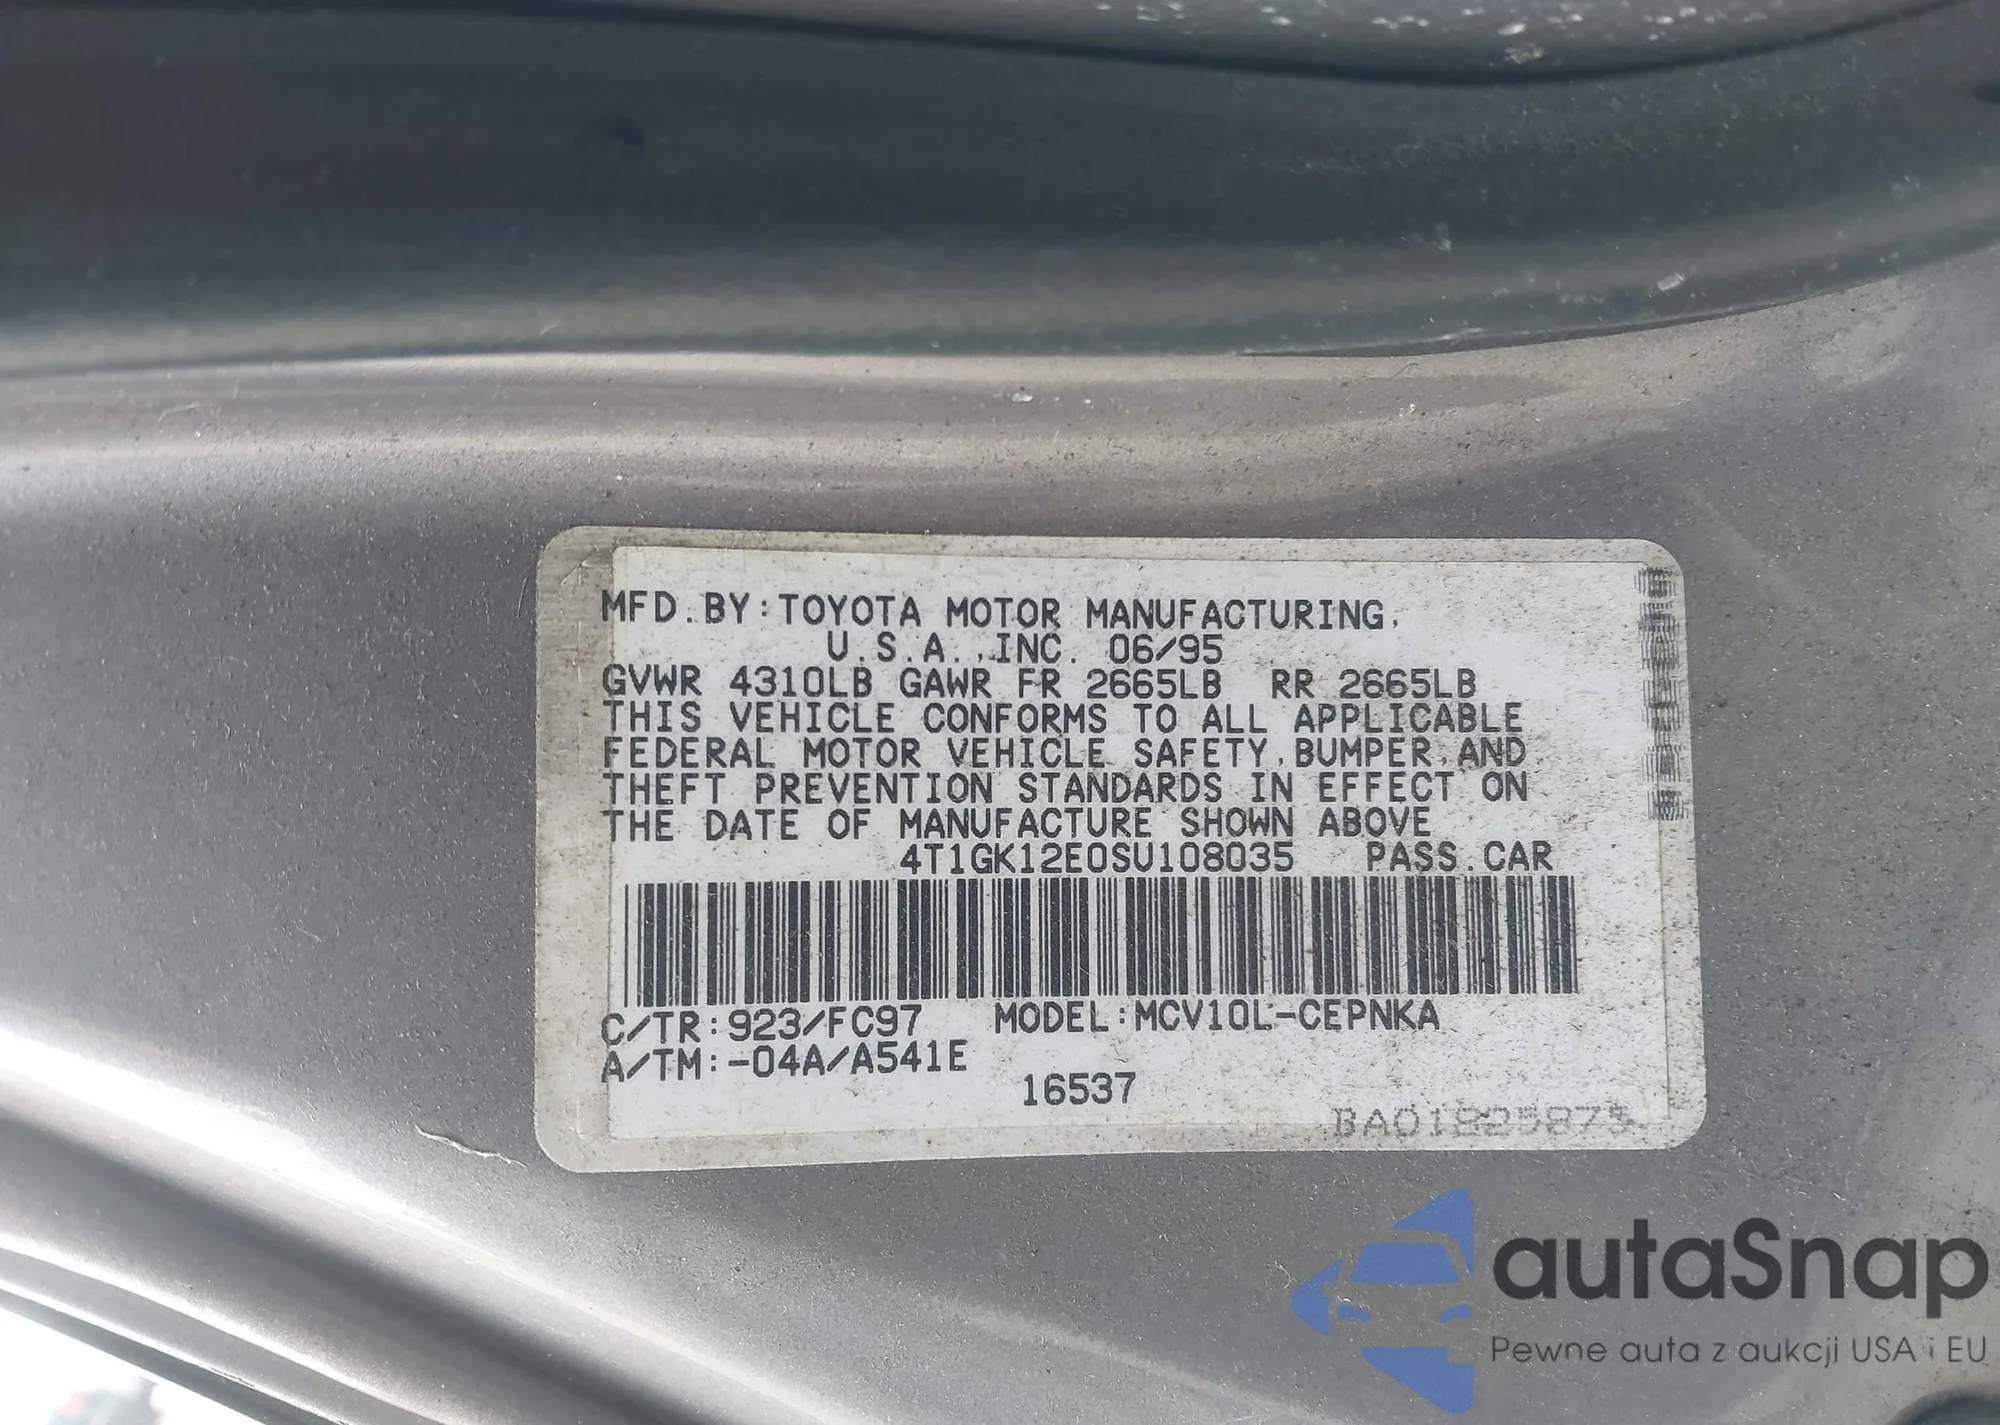 MFD.BY:TOYOTA MOTOR MANUFACTURING,
U.S.A.,INC. 06/95
GVWR 4310LB GAWR FR 2665LB RR 2665LB
THIS VEHICLE CONFORMS TO ALL APPLICABLE
FEDERAL MOTOR VEHICLE SAFETY,BUMPER,AND
THEFT PREVENTION STANDARDS IN EFFECT ON
THE DATE OF MANUFACTURE SHOWN ABOVE
4T1GK12E0SU108035 PASS.CAR
C/TR:923/FC97 MODEL:MCV10L-CEPNKA
A/TM:-04A/A541E
16537
autaSnap
Pewne auta z aukcji USA i EU